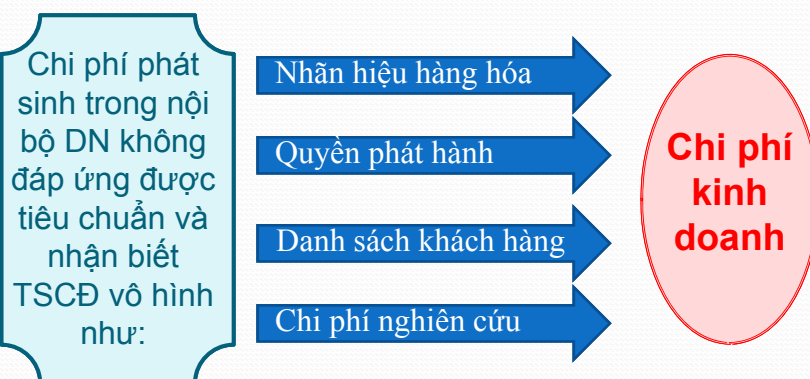 Chi phí phát
sinh trong nội
bộ DN không
đáp ứng được
tiêu chuẩn và
nhận biết
TSCĐ vô hình
như:
Nhãn hiệu hàng hóa
Quyền phát hành
Danh sách khách hàng
Chi phí nghiên cứu
Chi phí
kinh
doanh